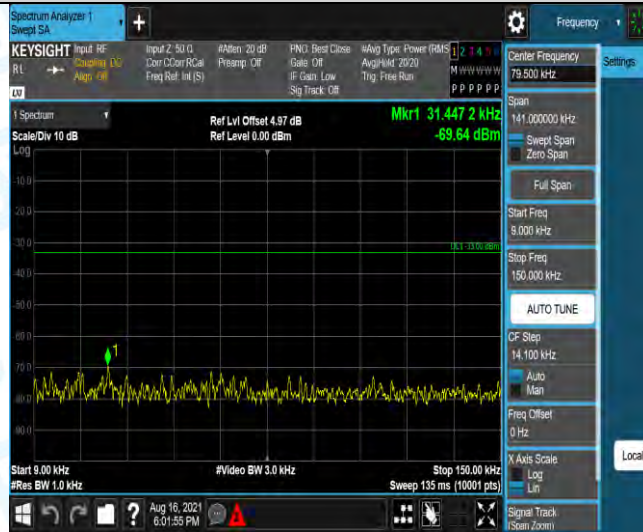 Spectrum Analyzer 1
Swept SA
Frequency
KEYSIGHT Input: RF Input Z: 50 Ω #Atten: 20 dB PNO: Best Close #Avg Type: Power (RMS 1 2 3 4 5 6
RL Coupling: DC Corr CCorr RCal Preamp: Off Gate: Off Avg|Hold: 20/20 M W W W W W
Align: Off Freq Ref: Int (S) IF Gain: Low Trig: Free Run
Sig Track: Off P P P P P P
LXI
1 Spectrum
Ref Lvl Offset 4.97 dB
Mkr1 31.447 2 kHz
Scale/Div 10 dB
Ref Level 0.00 dBm
-69.64 dBm
Log
-10.0
-20.0
-30.0
DL1 -33.00 dBm
-40.0
-50.0
-60.0
1
-70.0
-80.0
-90.0
Start 9.00 kHz
#Video BW 3.0 kHz
Stop 150.00 kHz
#Res BW 1.0 kHz
Sweep 135 ms (10001 pts)
Center Frequency
79.500 kHz
Settings
Span
141.000000 kHz
Swept Span
Zero Span
Full Span
Start Freq
9.000 kHz
Stop Freq
150.000 kHz
AUTO TUNE
CF Step
14.100 kHz
Auto
Man
Freq Offset
0 Hz
X Axis Scale
Log
Lin
Local
Signal Track
(Span Zoom)
?
Aug 16, 2021
6:01:55 PM